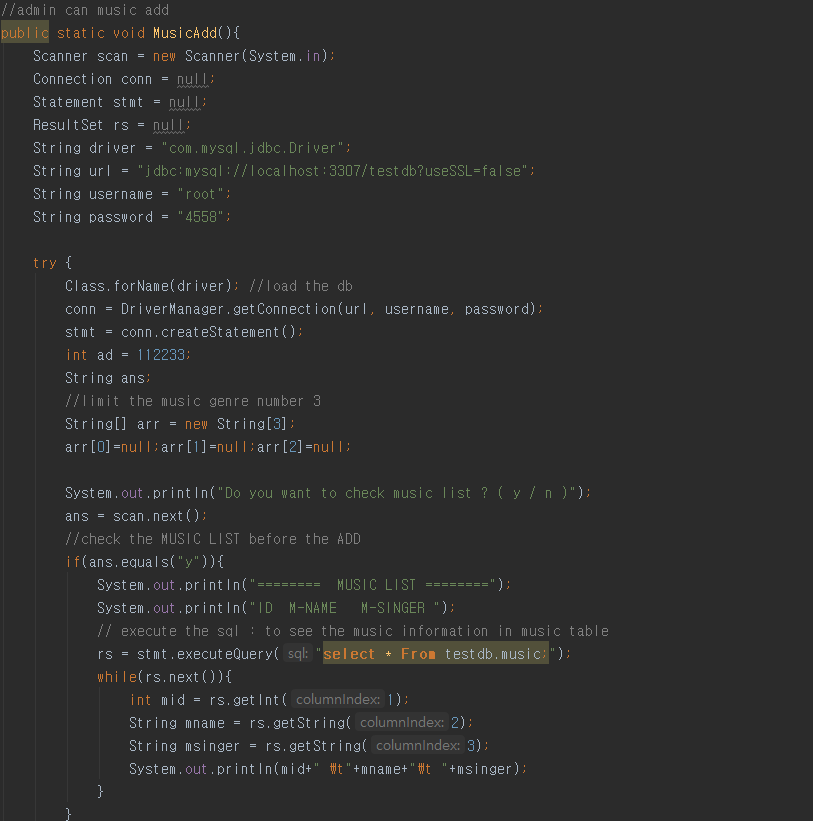 //admin can music add
public static void MusicAdd(){
Scanner scan = new Scanner(System.in);
Connection conn = null;
Statement stmt = null;
ResultSet rs = null;
String driver = "com.mysql.jdbc.Driver";
String url = "jdbc:mysql://localhost:3307/testdb?useSSL=false";
String username = "root";
String password = "4558";
try {
Class.forName(driver); //load the db
conn = DriverManager.getConnection(url, username, password);
stmt = conn.createStatement();
int ad = 112233;
String ans;
//limit the music genre number 3
String[] arr = new String[3];
arr[0]=null;arr[1]=null;arr[2]=null;
System.out.println("Do you want to check music list ? ( y / n )");
ans = scan.next();
//check the MUSIC LIST before the ADD
if(ans.equals("y")){
System.out.println("========  MUSIC LIST ========");
System.out.println("ID  M-NAME   M-SINGER ");
// execute the sql : to see the music information in music table
rs = stmt.executeQuery( sql: "select * From testdb.music;");
while(rs.next()){
int mid = rs.getInt( columnIndex: 1);
String mname = rs.getString( columnIndex: 2);
String msinger = rs.getString( columnIndex: 3);
System.out.println(mid+" ₩t"+mname+"₩t "+msinger);
}
}